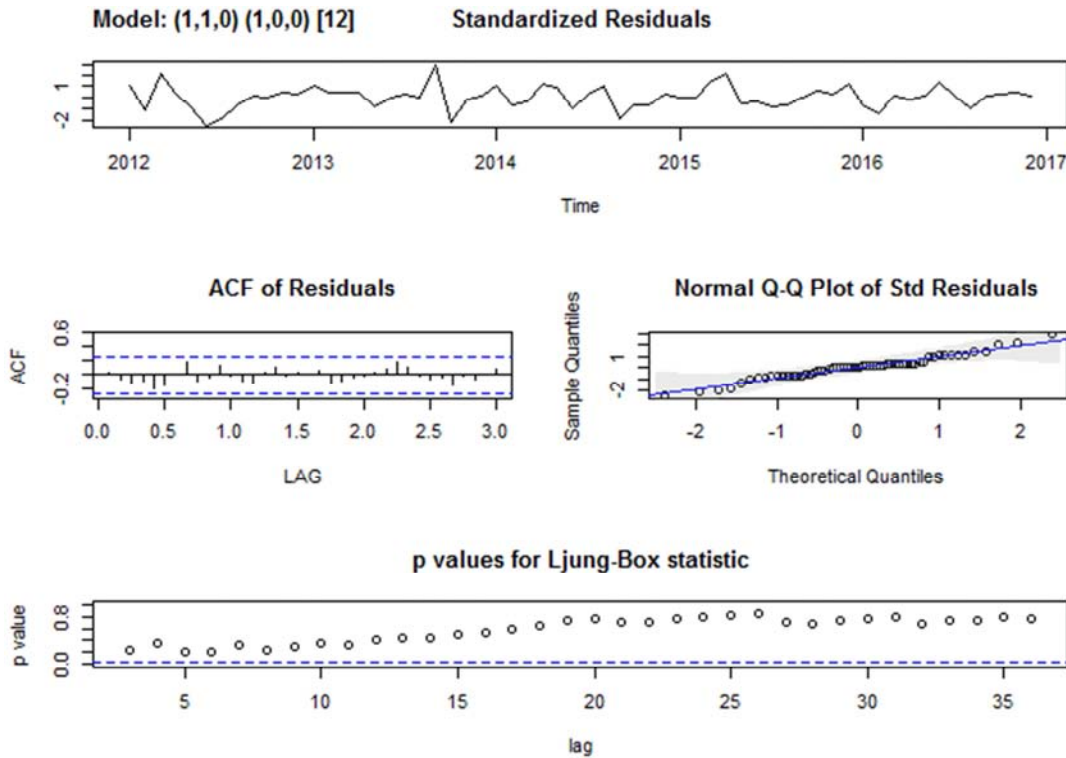 Model: (1,1,0) (1,0,0) [12]
Standardized Residuals
1
-2
2012 2013 2014 2015 2016 2017
Time
ACF of Residuals
ACF
0.6
-0.2
0.0 0.5 1.0 1.5 2.0 2.5 3.0
LAG
Normal Q-Q Plot of Std Residuals
Sample Quantiles
1
-2
-2 -1 0 1 2
Theoretical Quantiles
p values for Ljung-Box statistic
p value
0.8
0.0
5 10 15 20 25 30 35
lag